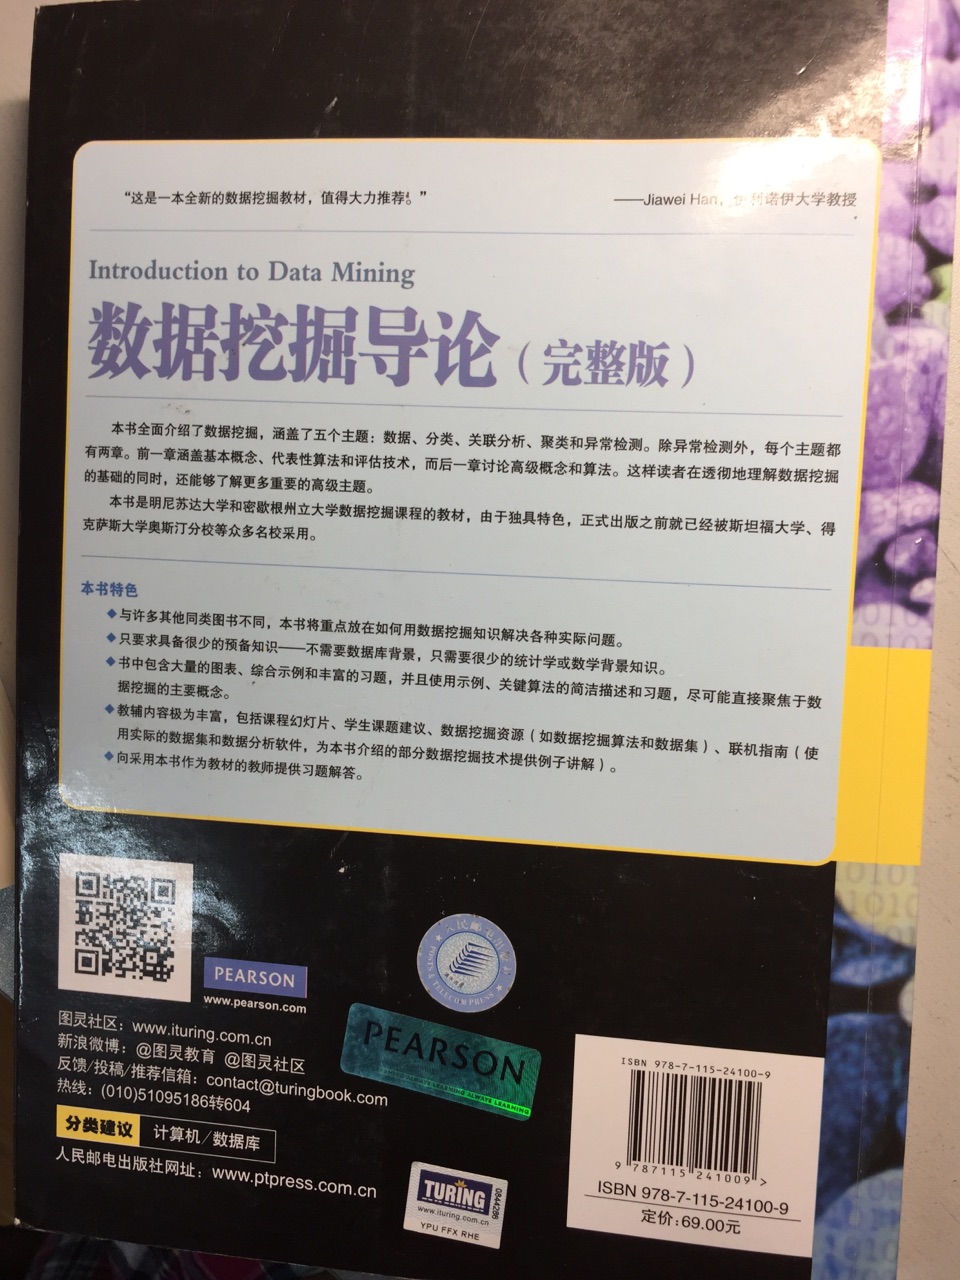 “这是一本全新的数据挖掘教材，值得大力推荐。”
——Jiawei Han，伊利诺伊大学教授
Introduction to Data Mining
数据挖掘导论（完整版）
本书全面介绍了数据挖掘，涵盖了五个主题：数据、分类、关联分析、聚类和异常检测。除异常检测外，每个主题都
有两章。前一章涵盖基本概念、代表性算法和评估技术，而后一章讨论高级概念和算法。这样读者在透彻地理解数据挖掘
的基础的同时，还能够了解更多重要的高级主题。
本书是明尼苏达大学和密歇根州立大学数据挖掘课程的教材，由于独具特色，正式出版之前就已经被斯坦福大学、得
克萨斯大学奥斯汀分校等众多名校采用。
本书特色
◆与许多其他同类图书不同，本书将重点放在如何用数据挖掘知识解决各种实际问题。
◆只要求具备很少的预备知识——不需要数据库背景，只需要很少的统计学或数学背景知识。
◆书中包含大量的图表、综合示例和丰富的习题，并且使用示例、关键算法的简洁描述和习题，尽可能直接聚焦于数
据挖掘的主要概念。
◆教辅内容极为丰富，包括课程幻灯片、学生课题建议、数据挖掘资源（如数据挖掘算法和数据集）、联机指南（使
用实际的数据集和数据分析软件，为本书介绍的部分数据挖掘技术提供例子讲解）。
◆向采用本书作为教材的教师提供习题解答。
PEARSON
www.pearson.com
图灵社区：www.ituring.com.cn
新浪微博：@图灵教育 @图灵社区
反馈/投稿/推荐信箱：contact@turingbook.com
热线：(010)51095186转604
分类建议 计算机/数据库
人民邮电出版社网址：www.ptpress.com.cn
POSTS & TELECOM PRESS
PEARSON
ALWAYS LEARNING
TURING
www.ituring.com.cn
YPU FFX RHE
0844286
ISBN 978-7-115-24100-9
9 787115 241009 >
ISBN 978-7-115-24100-9
定价：69.00元